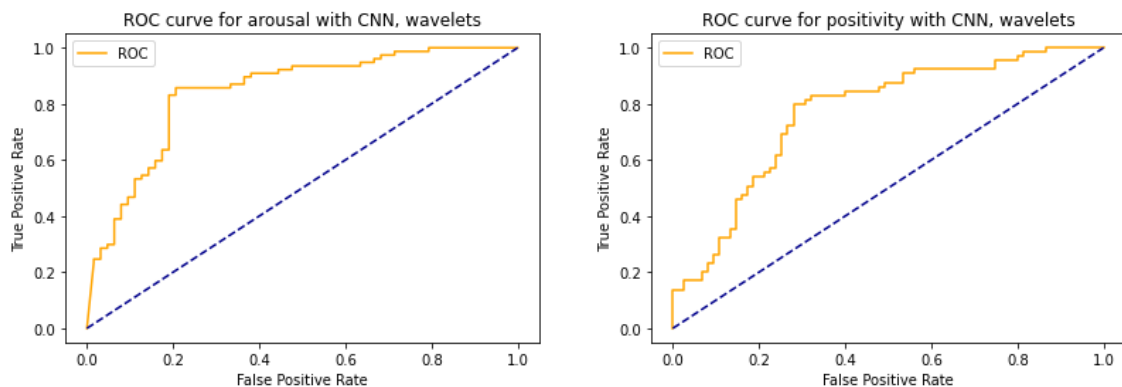 ROC curve for arousal with CNN, wavelets
1.0
0.8
0.6
0.4
0.2
0.0
True Positive Rate
ROC
0.0 0.2 0.4 0.6 0.8 1.0
False Positive Rate
ROC curve for positivity with CNN, wavelets
1.0
0.8
0.6
0.4
0.2
0.0
True Positive Rate
ROC
0.0 0.2 0.4 0.6 0.8 1.0
False Positive Rate